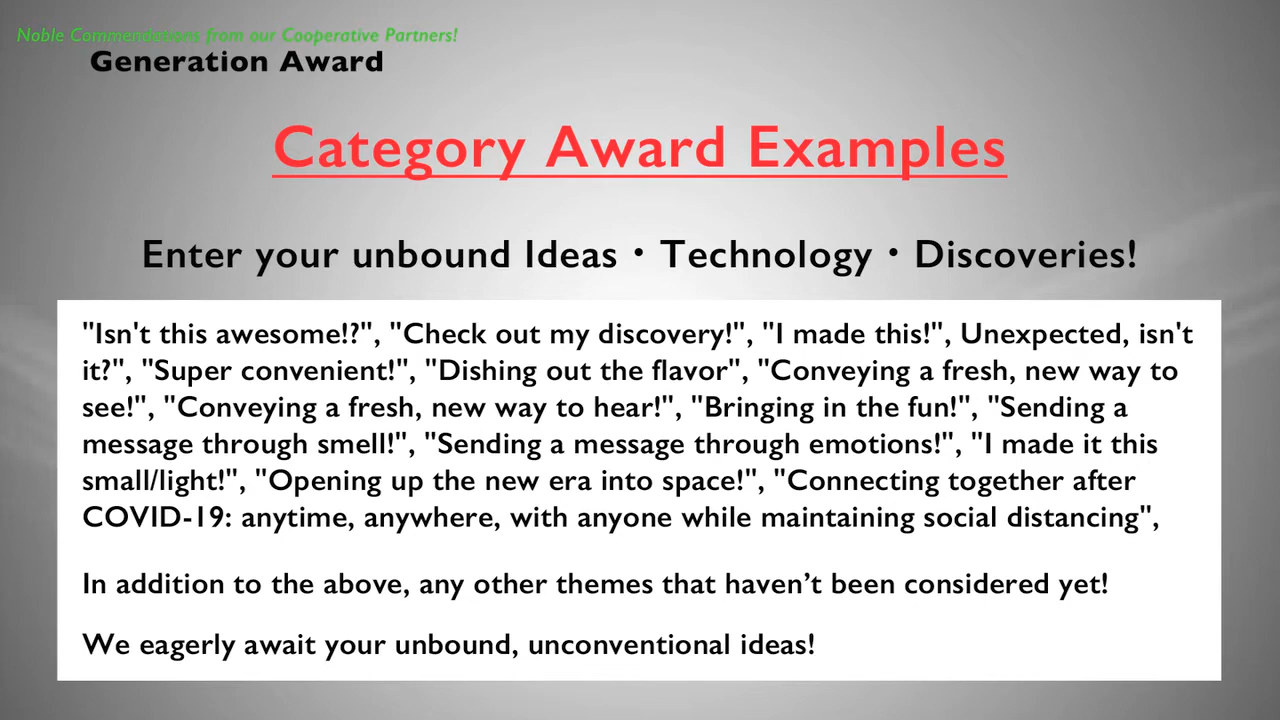 Noble Commendations from our Cooperative Partners!
Generation Award
Category Award Examples
Enter your unbound Ideas・Technology・Discoveries!
"Isn't this awesome!?", "Check out my discovery!", "I made this!", Unexpected, isn't
it?", "Super convenient!", "Dishing out the flavor", "Conveying a fresh, new way to
see!", "Conveying a fresh, new way to hear!", "Bringing in the fun!", "Sending a
message through smell!", "Sending a message through emotions!", "I made it this
small/light!", "Opening up the new era into space!", "Connecting together after
COVID-19: anytime, anywhere, with anyone while maintaining social distancing",
In addition to the above, any other themes that haven’t been considered yet!
We eagerly await your unbound, unconventional ideas!